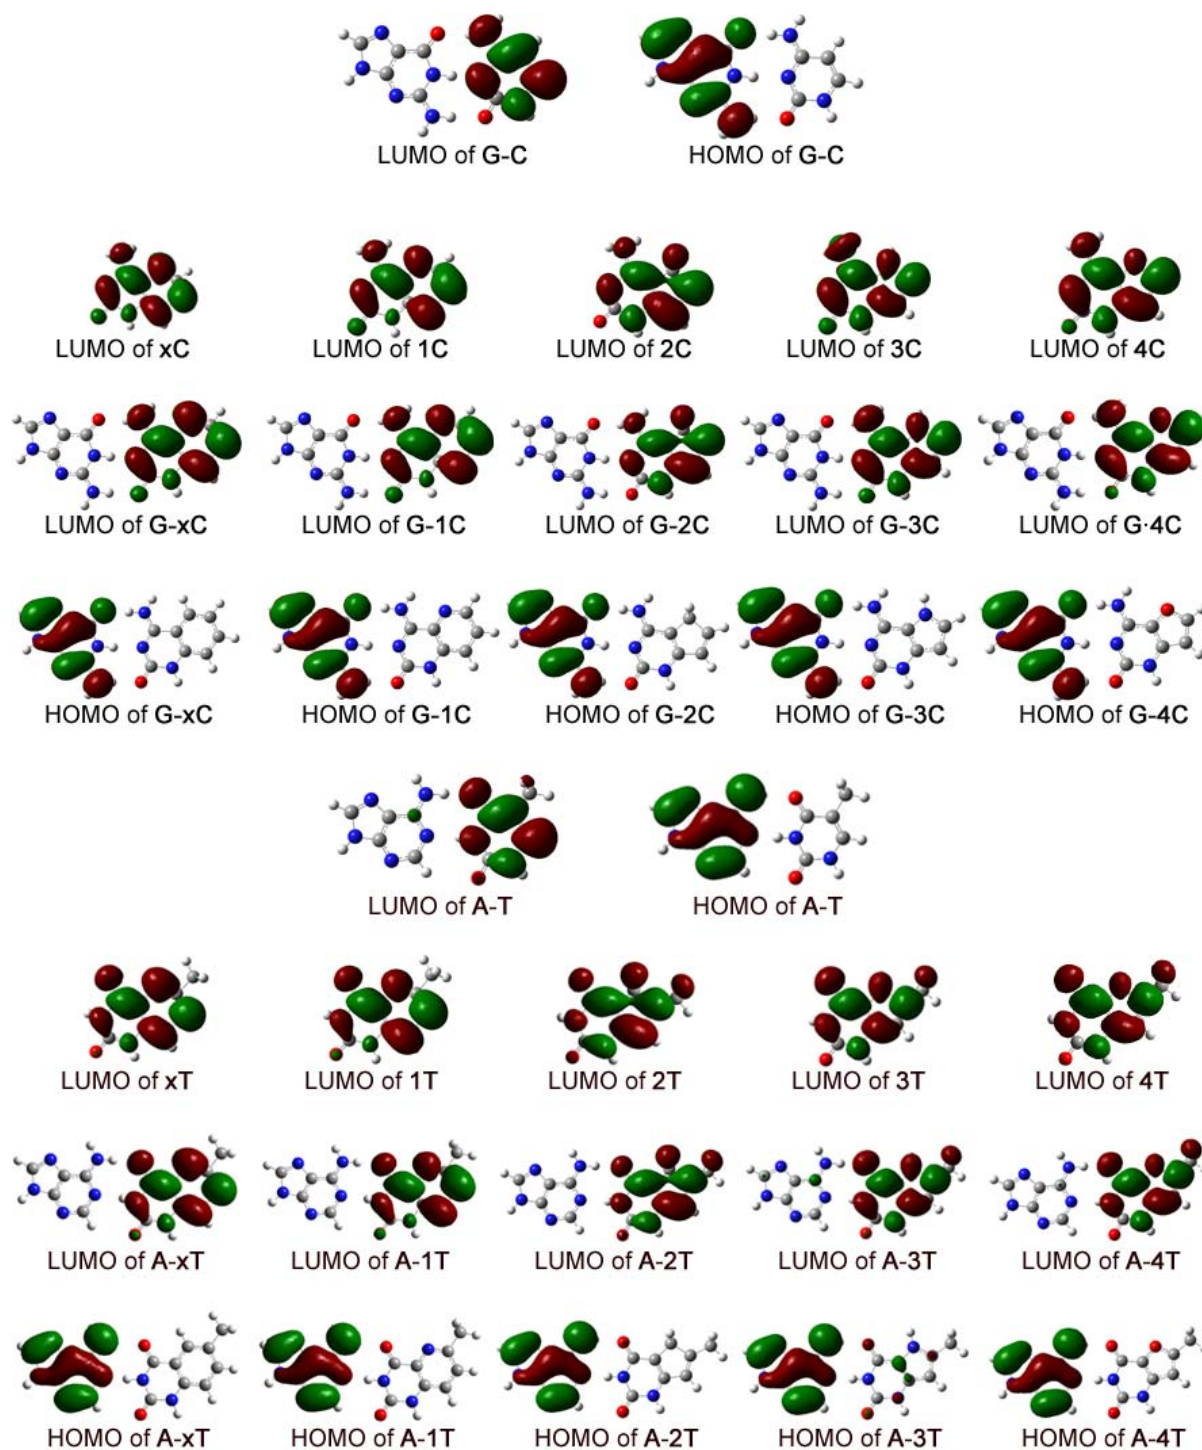 LUMO of G-C HOMO of G-C
LUMO of xC LUMO of 1C LUMO of 2C LUMO of 3C LUMO of 4C
LUMO of G-xC LUMO of G-1C LUMO of G-2C LUMO of G-3C LUMO of G·4C
HOMO of G-xC HOMO of G-1C HOMO of G-2C HOMO of G-3C HOMO of G-4C
LUMO of A-T HOMO of A-T
LUMO of xT LUMO of 1T LUMO of 2T LUMO of 3T LUMO of 4T
LUMO of A-xT LUMO of A-1T LUMO of A-2T LUMO of A-3T LUMO of A-4T
HOMO of A-xT HOMO of A-1T HOMO of A-2T HOMO of A-3T HOMO of A-4T